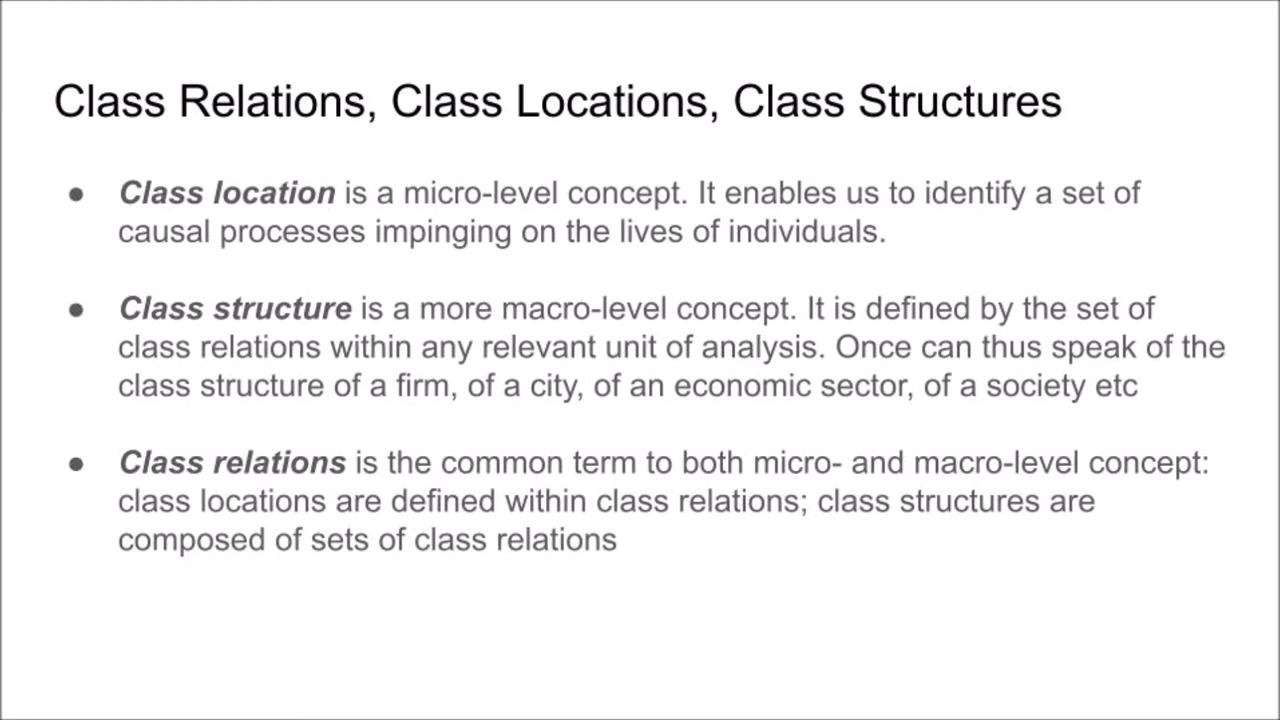 Class Relations, Class Locations, Class Structures
● Class location is a micro-level concept. It enables us to identify a set of
causal processes impinging on the lives of individuals.
● Class structure is a more macro-level concept. It is defined by the set of
class relations within any relevant unit of analysis. Once can thus speak of the
class structure of a firm, of a city, of an economic sector, of a society etc
● Class relations is the common term to both micro- and macro-level concept:
class locations are defined within class relations; class structures are
composed of sets of class relations